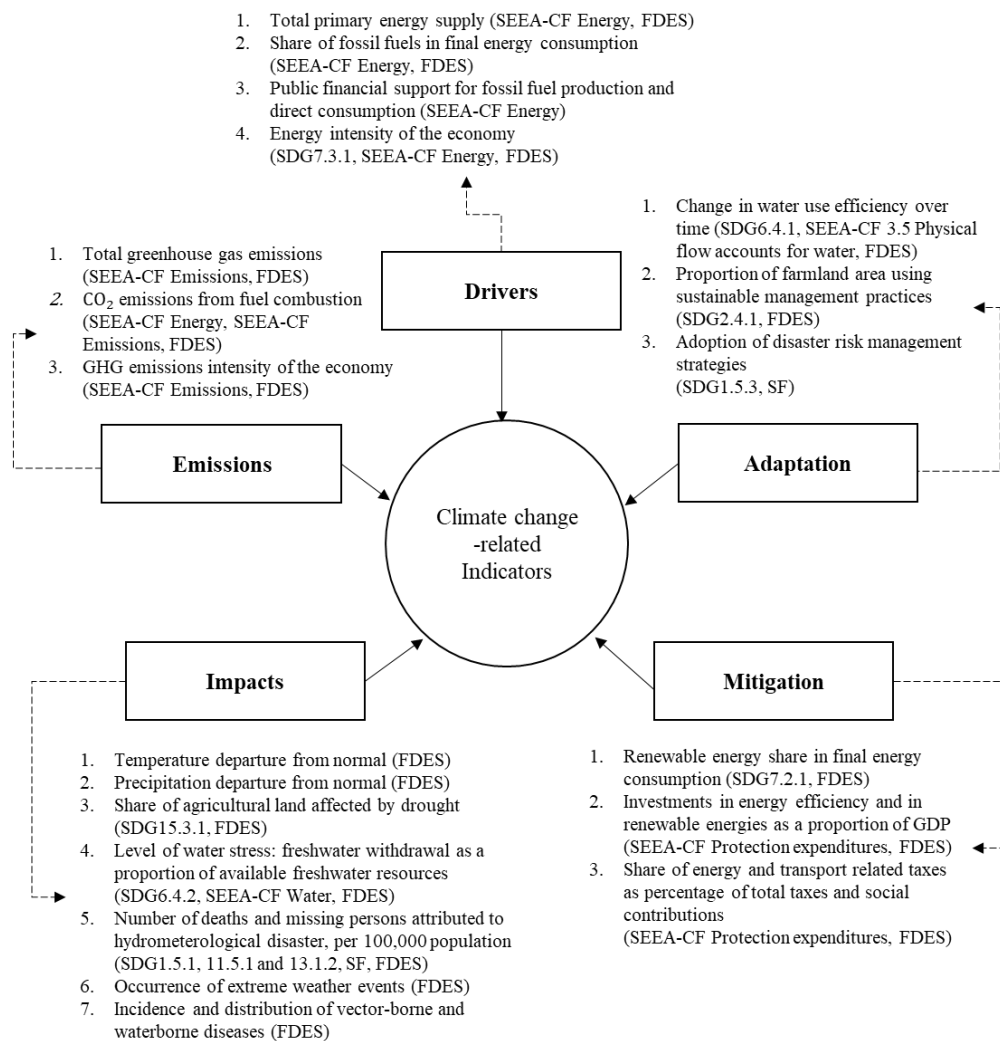 1. Total primary energy supply (SEEA-CF Energy, FDES)
2. Share of fossil fuels in final energy consumption
(SEEA-CF Energy, FDES)
3. Public financial support for fossil fuel production and
direct consumption (SEEA-CF Energy)
4. Energy intensity of the economy
(SDG7.3.1, SEEA-CF Energy, FDES)
Drivers
1. Total greenhouse gas emissions
(SEEA-CF Emissions, FDES)
2. CO₂ emissions from fuel combustion
(SEEA-CF Energy, SEEA-CF
Emissions, FDES)
3. GHG emissions intensity of the economy
(SEEA-CF Emissions, FDES)
Emissions
1. Change in water use efficiency over
time (SDG6.4.1, SEEA-CF 3.5 Physical
flow accounts for water, FDES)
2. Proportion of farmland area using
sustainable management practices
(SDG2.4.1, FDES)
3. Adoption of disaster risk management
strategies
(SDG1.5.3, SF)
Adaptation
Climate change
-related
Indicators
Impacts
1. Temperature departure from normal (FDES)
2. Precipitation departure from normal (FDES)
3. Share of agricultural land affected by drought
(SDG15.3.1, FDES)
4. Level of water stress: freshwater withdrawal as a
proportion of available freshwater resources
(SDG6.4.2, SEEA-CF Water, FDES)
5. Number of deaths and missing persons attributed to
hydrometerological disaster, per 100,000 population
(SDG1.5.1, 11.5.1 and 13.1.2, SF, FDES)
6. Occurrence of extreme weather events (FDES)
7. Incidence and distribution of vector-borne and
waterborne diseases (FDES)
Mitigation
1. Renewable energy share in final energy
consumption (SDG7.2.1, FDES)
2. Investments in energy efficiency and in
renewable energies as a proportion of GDP
(SEEA-CF Protection expenditures, FDES)
3. Share of energy and transport related taxes
as percentage of total taxes and social
contributions
(SEEA-CF Protection expenditures, FDES)